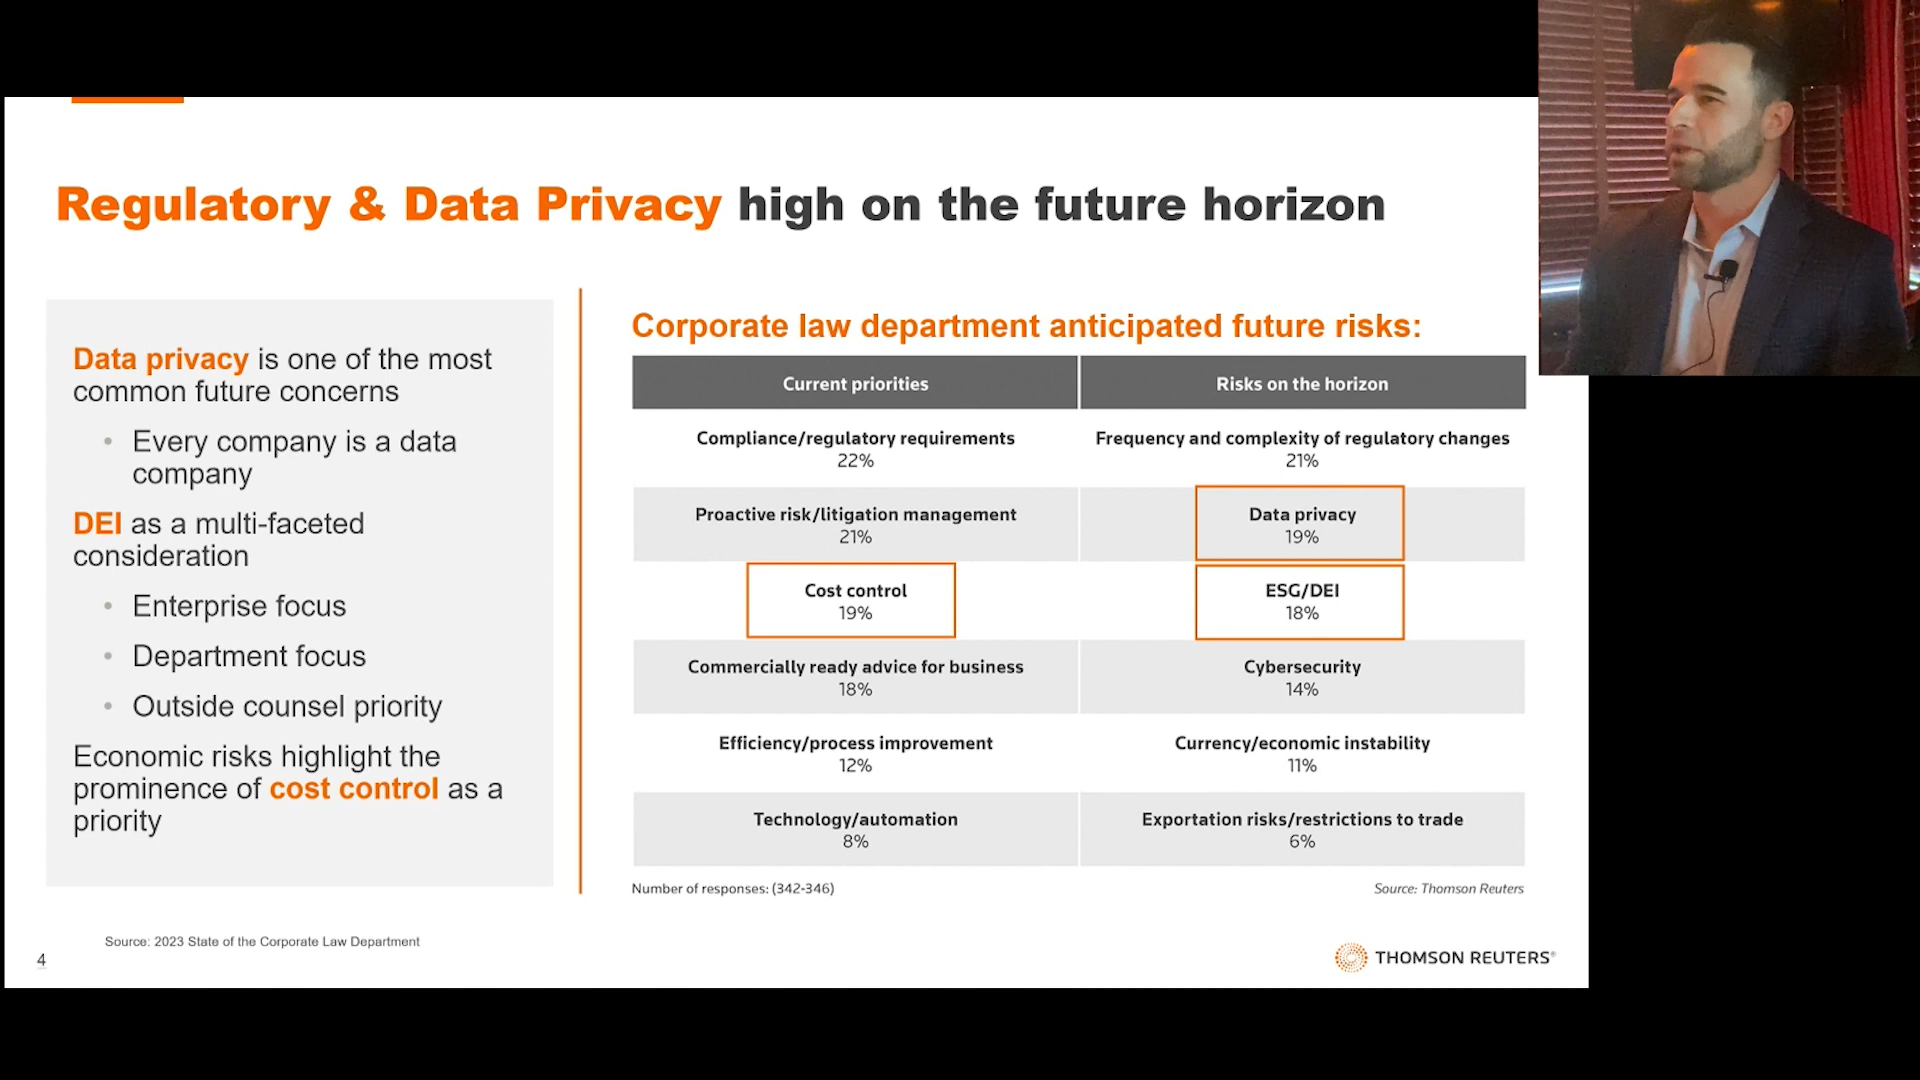 Regulatory & Data Privacy high on the future horizon
Data privacy is one of the most
common future concerns
• Every company is a data
company
DEI as a multi-faceted
consideration
• Enterprise focus
• Department focus
• Outside counsel priority
Economic risks highlight the
prominence of cost control as a
priority
Corporate law department anticipated future risks:
Current priorities
Risks on the horizon
Compliance/regulatory requirements
22%
Frequency and complexity of regulatory changes
21%
Proactive risk/litigation management
21%
Data privacy
19%
Cost control
19%
ESG/DEI
18%
Commercially ready advice for business
18%
Cybersecurity
14%
Efficiency/process improvement
12%
Currency/economic instability
11%
Technology/automation
8%
Exportation risks/restrictions to trade
6%
Number of responses: (342-346)
Source: Thomson Reuters
Source: 2023 State of the Corporate Law Department
4
THOMSON REUTERS®